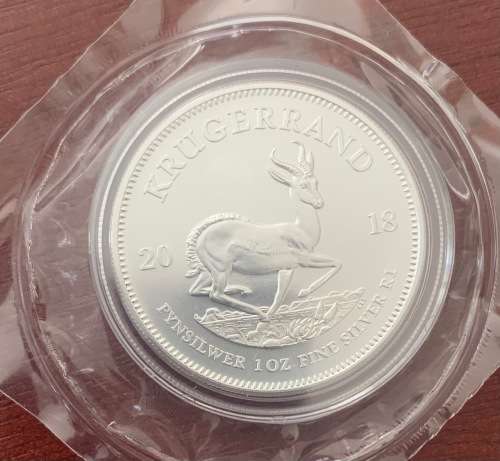 KRUGERRAND
20 18
FYNSILWER 1 OZ FINE SILVER R1